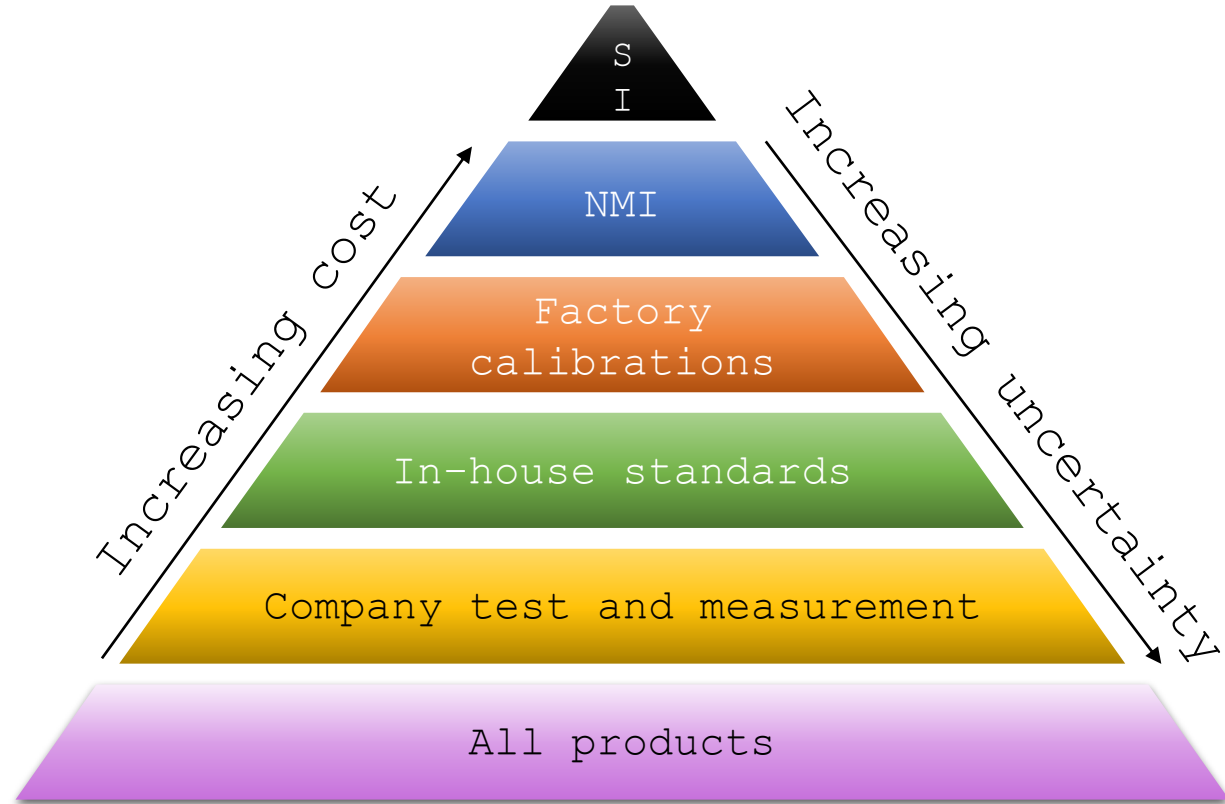 S
I
Increasing cost
Increasing uncertainty
NMI
Factory
calibrations
In-house standards
Company test and measurement
All products